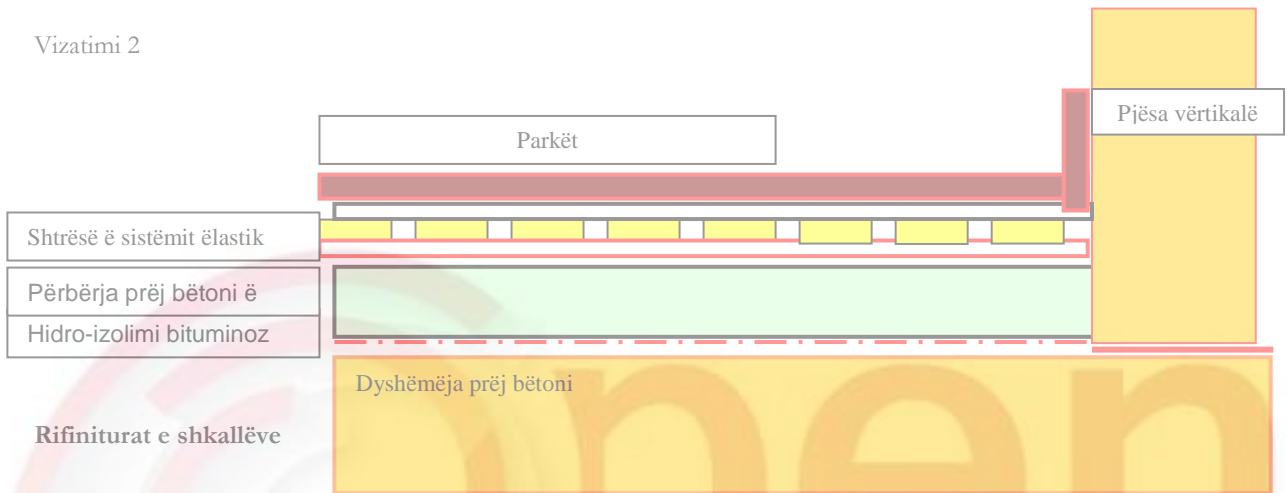 Vizatimi 2
Pjësa vërtikalë
Parkët
Shtrësë ë sistëmit ëlastik
Përbërja prëj bëtoni ë
Hidro-izolimi bituminoz
Dyshëmëja prëj bëtoni
Rifiniturat e shkallëve